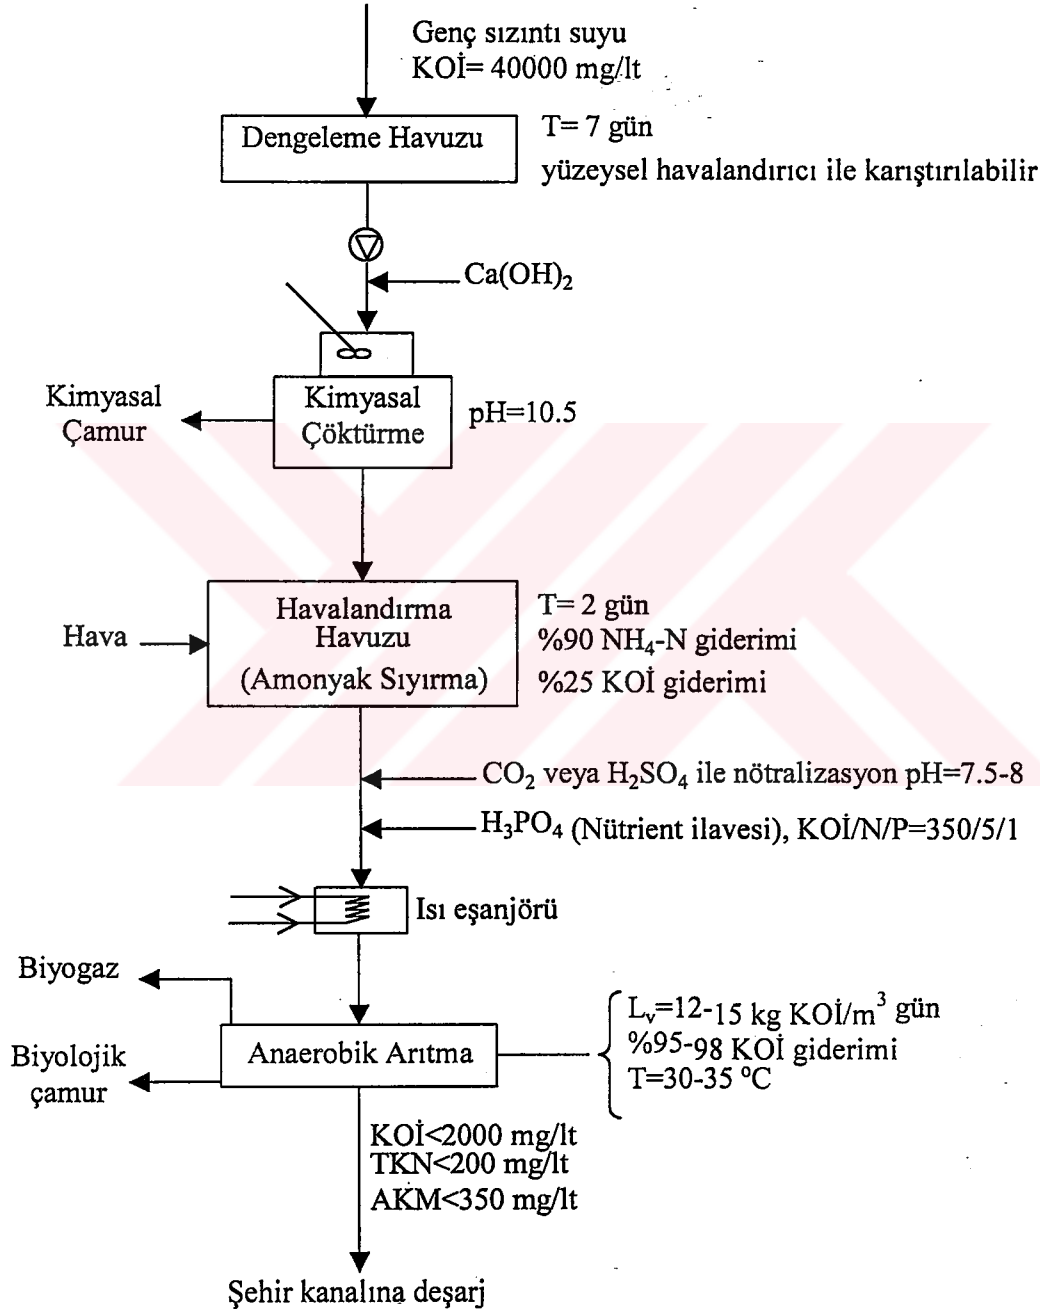 Genç sızıntı suyu
KOİ= 40000 mg/lt
Dengeleme Havuzu
T= 7 gün
yüzeysel havalandırıcı ile karıştırılabilir
Ca(OH)₂
Kimyasal
Çamur
Kimyasal
Çöktürme
pH=10.5
Hava
Havalandırma
Havuzu
(Amonyak Sıyırma)
T= 2 gün
%90 NH₄-N giderimi
%25 KOİ giderimi
CO₂ veya H₂SO₄ ile nötralizasyon pH=7.5-8
H₃PO₄ (Nütrient ilavesi), KOİ/N/P=350/5/1
Isı eşanjörü
Biyogaz
Biyolojik
çamur
Anaerobik Arıtma
Lᵥ=12-15 kg KOİ/m³ gün
%95-98 KOİ giderimi
T=30-35 ⁰C
KOİ<2000 mg/lt
TKN<200 mg/lt
AKM<350 mg/lt
Şehir kanalına deşarj